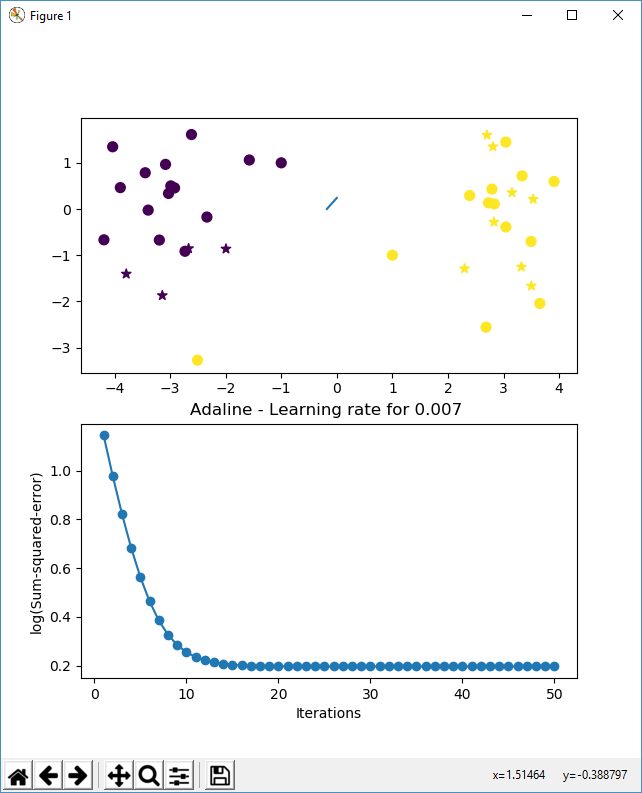 Figure 1
1
0
−1
−2
−3
−4 −3 −2 −1 0 1 2 3 4
Adaline - Learning rate for 0.007
log(Sum-squared-error)
1.0
0.8
0.6
0.4
0.2
0 10 20 30 40 50
Iterations
x=1.51464 y=-0.388797